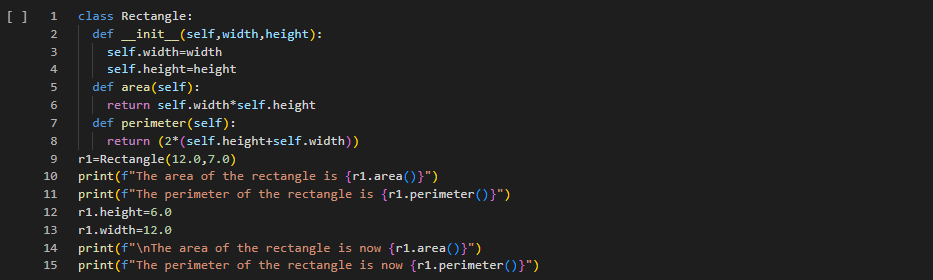 [ ] 1 class Rectangle:
2   def __init__(self,width,height):
3     self.width=width
4     self.height=height
5   def area(self):
6     return self.width*self.height
7   def perimeter(self):
8     return (2*(self.height+self.width))
9 r1=Rectangle(12.0,7.0)
10 print(f"The area of the rectangle is {r1.area()}")
11 print(f"The perimeter of the rectangle is {r1.perimeter()}")
12 r1.height=6.0
13 r1.width=12.0
14 print(f"\nThe area of the rectangle is now {r1.area()}")
15 print(f"The perimeter of the rectangle is now {r1.perimeter()}")